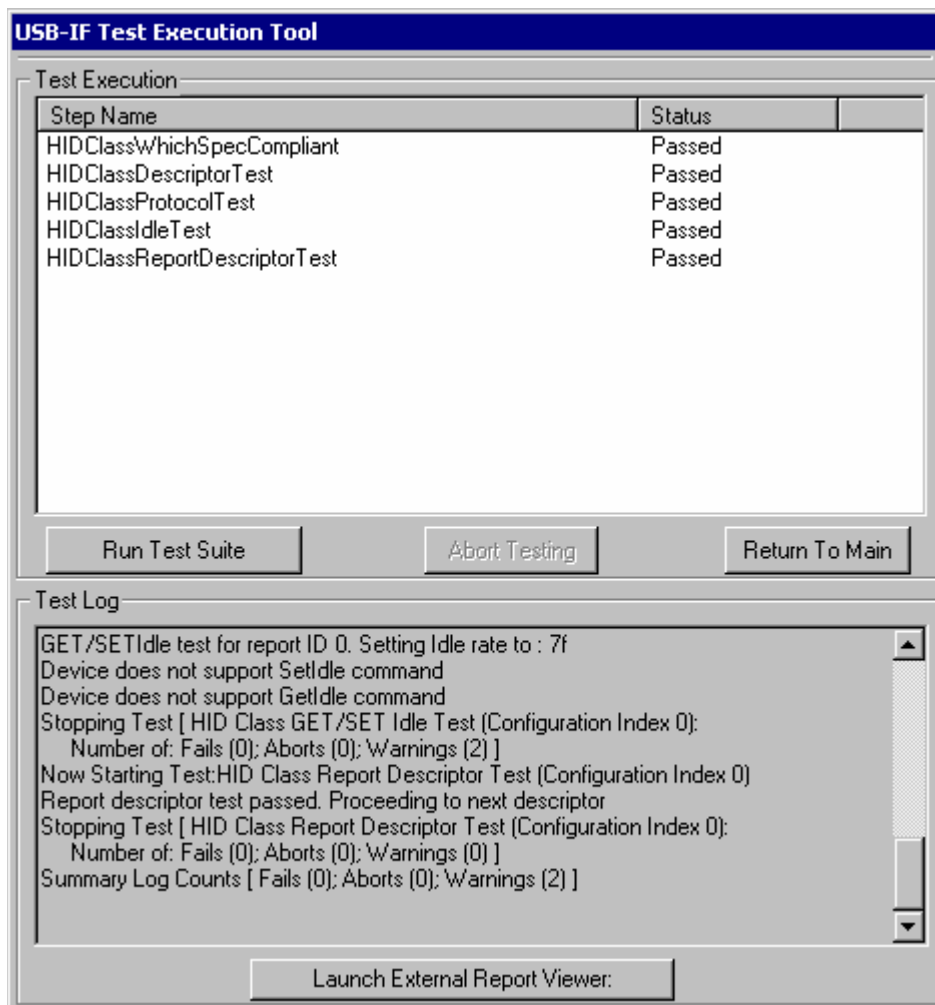 USB-IF Test Execution Tool
Test Execution
Step Name Status
HIDClassWhichSpecCompliant Passed
HIDClassDescriptorTest Passed
HIDClassProtocolTest Passed
HIDClassIdleTest Passed
HIDClassReportDescriptorTest Passed
Run Test Suite Abort Testing Return To Main
Test Log
GET/SETIdle test for report ID 0. Setting Idle rate to : 7f
Device does not support SetIdle command
Device does not support GetIdle command
Stopping Test [ HID Class GET/SET Idle Test (Configuration Index 0):
Number of: Fails (0); Aborts (0); Warnings (2) ]
Now Starting Test:HID Class Report Descriptor Test (Configuration Index 0)
Report descriptor test passed. Proceeding to next descriptor
Stopping Test [ HID Class Report Descriptor Test (Configuration Index 0):
Number of: Fails (0); Aborts (0); Warnings (0) ]
Summary Log Counts [ Fails (0); Aborts (0); Warnings (2) ]
Launch External Report Viewer: